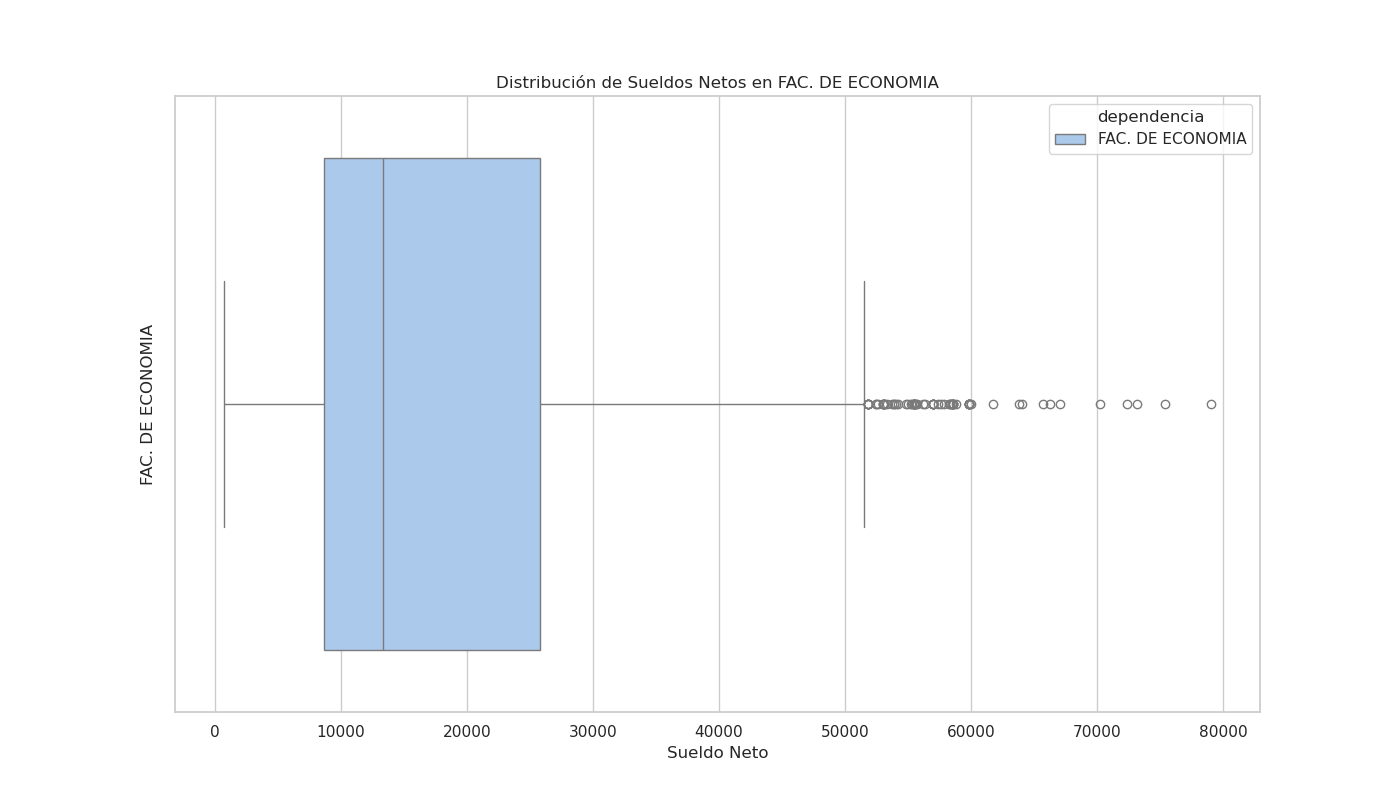 Distribución de Sueldos Netos en FAC. DE ECONOMIA
dependencia
FAC. DE ECONOMIA
FAC. DE ECONOMIA
0 10000 20000 30000 40000 50000 60000 70000 80000
Sueldo Neto